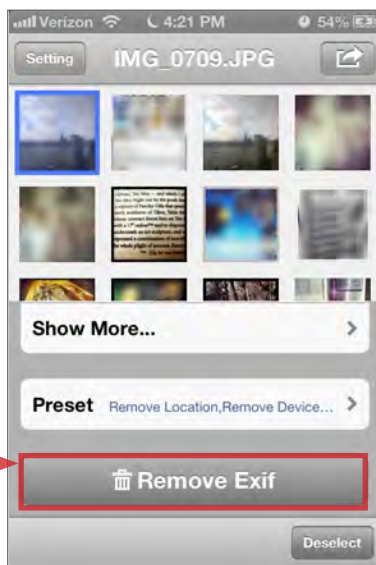 Verizon 4:21 PM 54%
Setting IMG_0709.JPG
Show More...
Preset Remove Location,Remove Device...
Remove Exif
Deselect